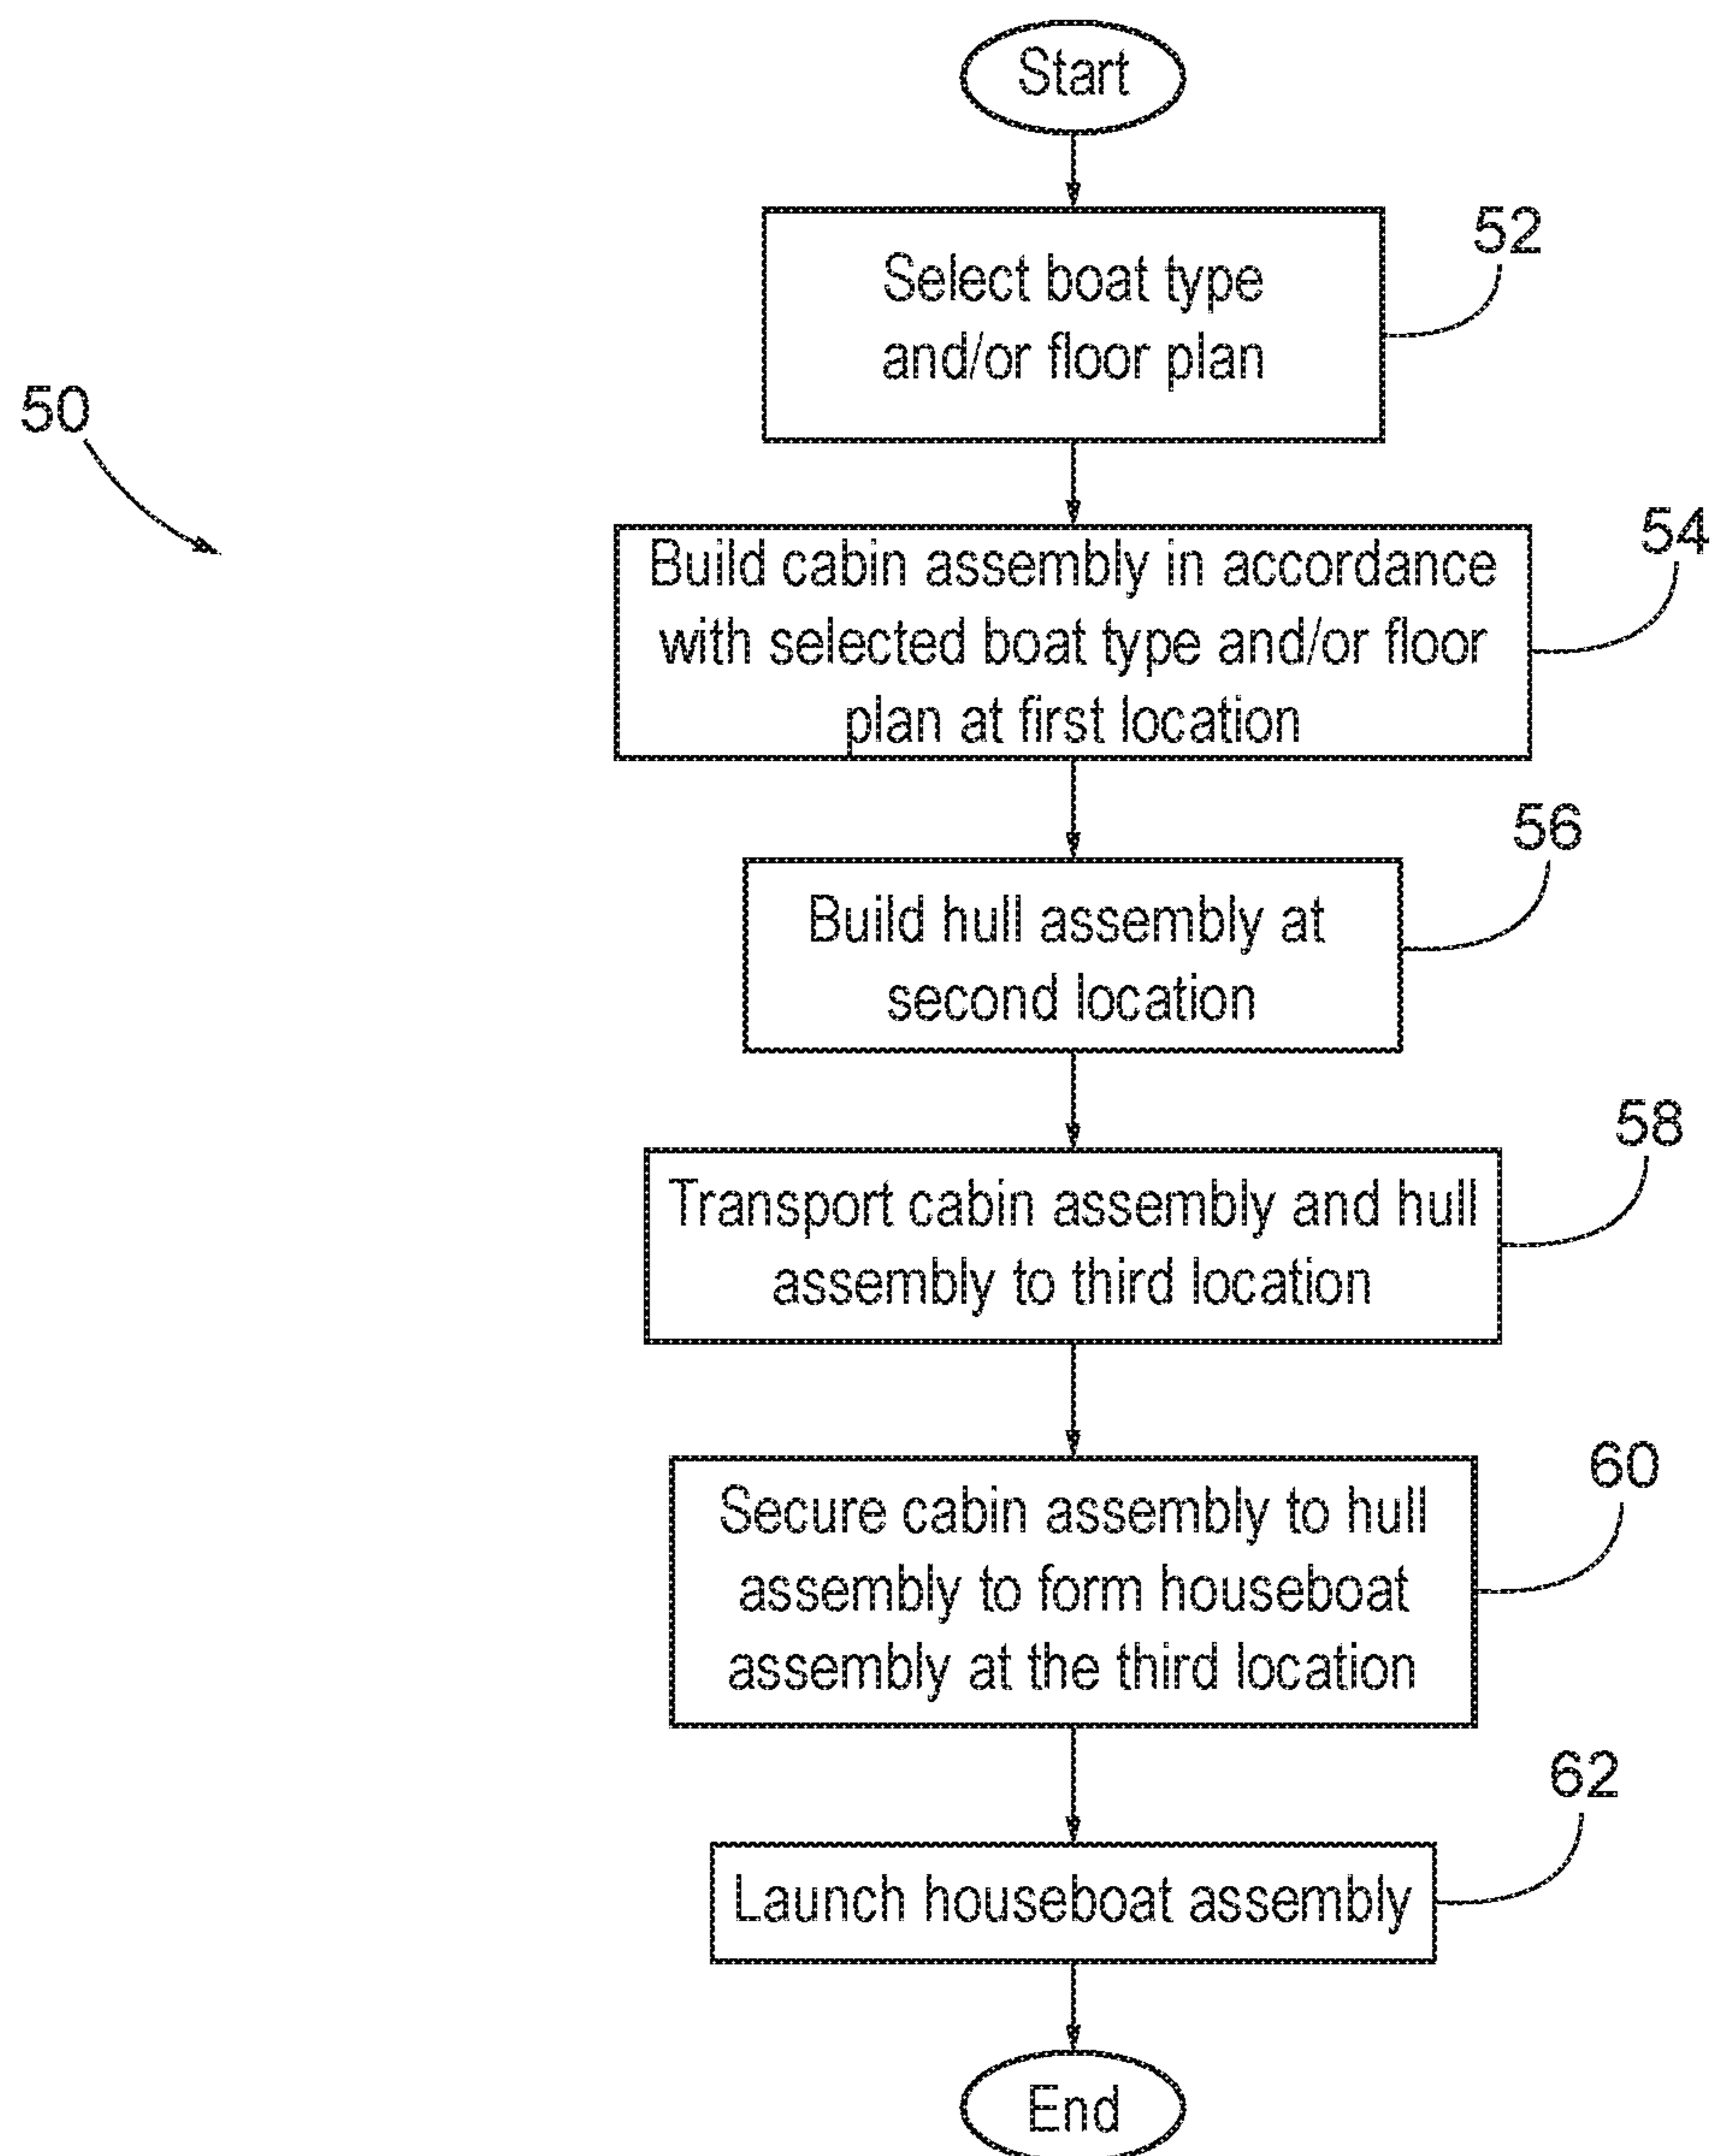 Start
52
Select boat type
and/or floor plan
50
54
Build cabin assembly in accordance
with selected boat type and/or floor
plan at first location
56
Build hull assembly at
second location
58
Transport cabin assembly and hull
assembly to third location
60
Secure cabin assembly to hull
assembly to form houseboat
assembly at the third location
62
Launch houseboat assembly
End